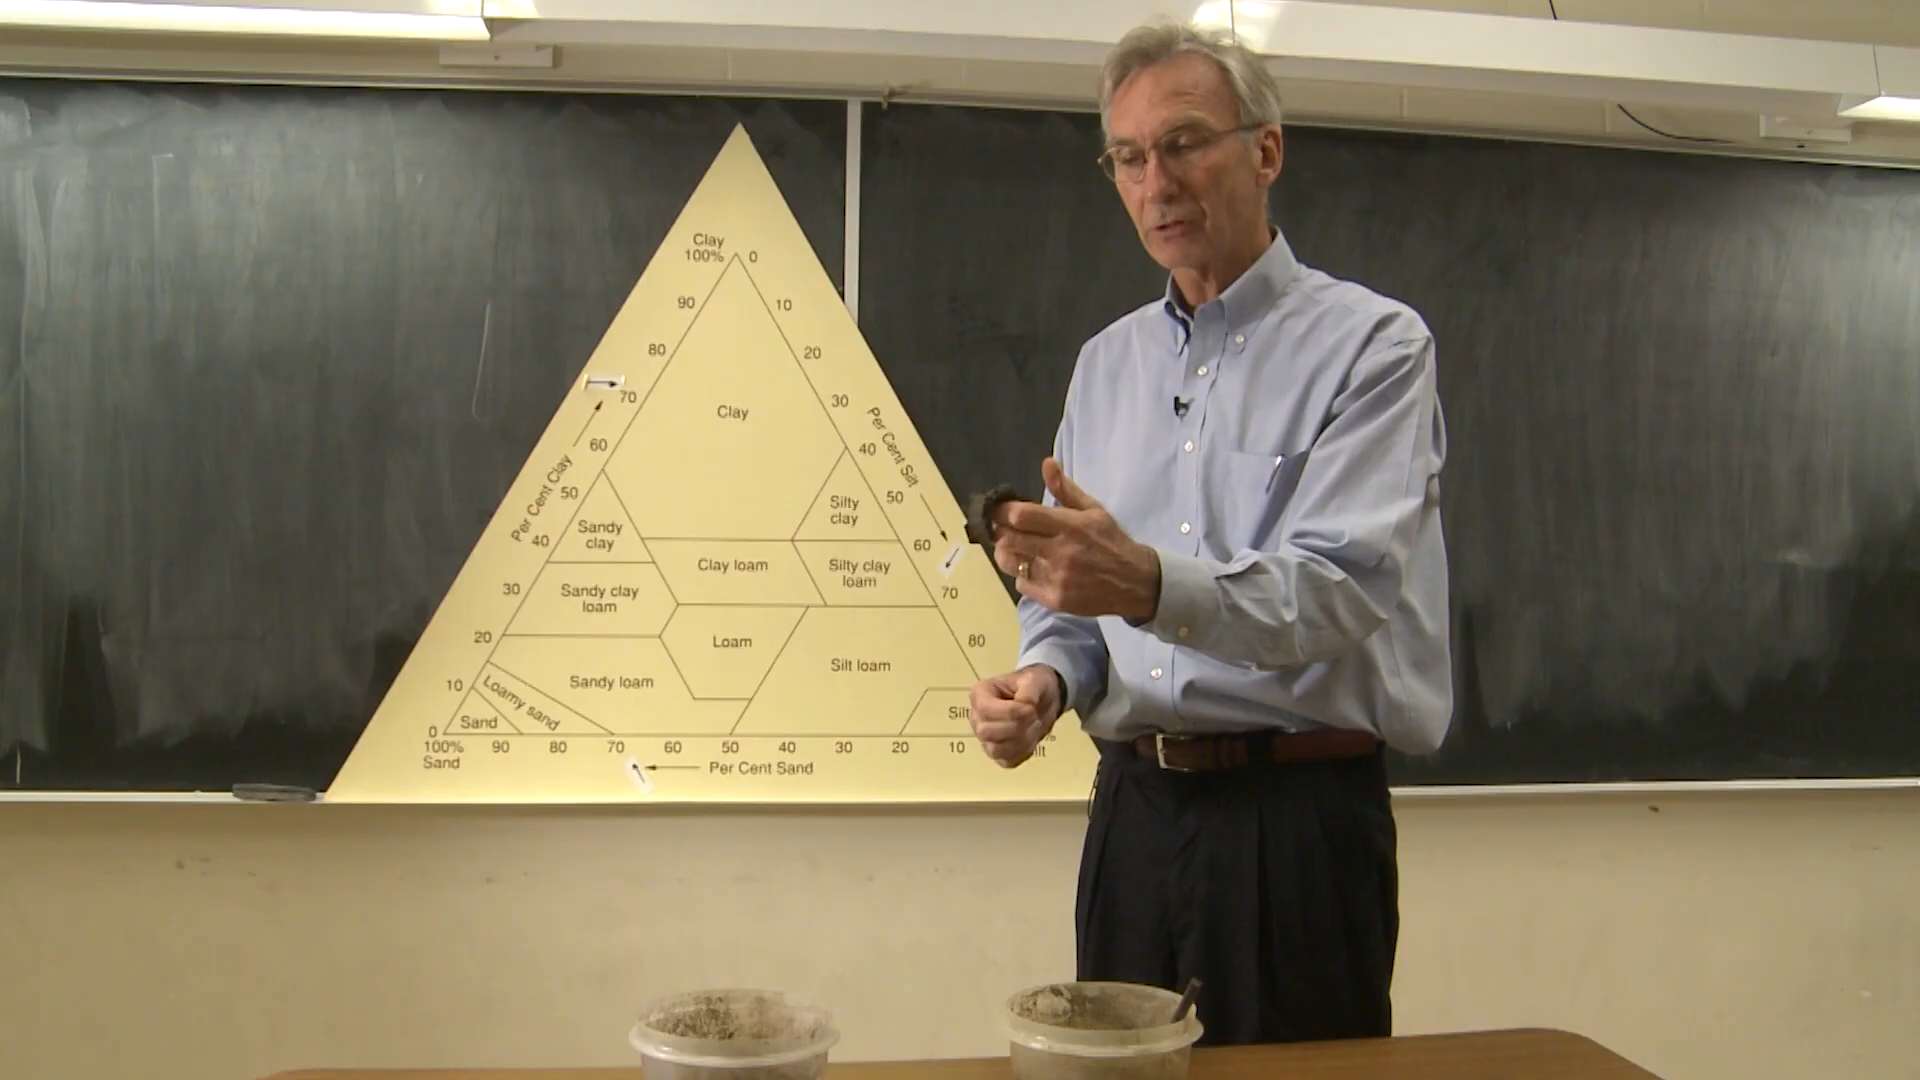 Clay
100%
0
90
10
80
20
70
30
Clay
Per Cent Silt
60
40
Per Cent Clay
50
50
Silty
clay
Sandy
clay
40
60
Clay loam
Silty clay
loam
30
70
Sandy clay
loam
20
80
Loam
Silt loam
Sandy loam
10
Loamy sand
Silt
Sand
0
100%
Sand
90
80
70
60
50
40
30
20
10
Per Cent Sand